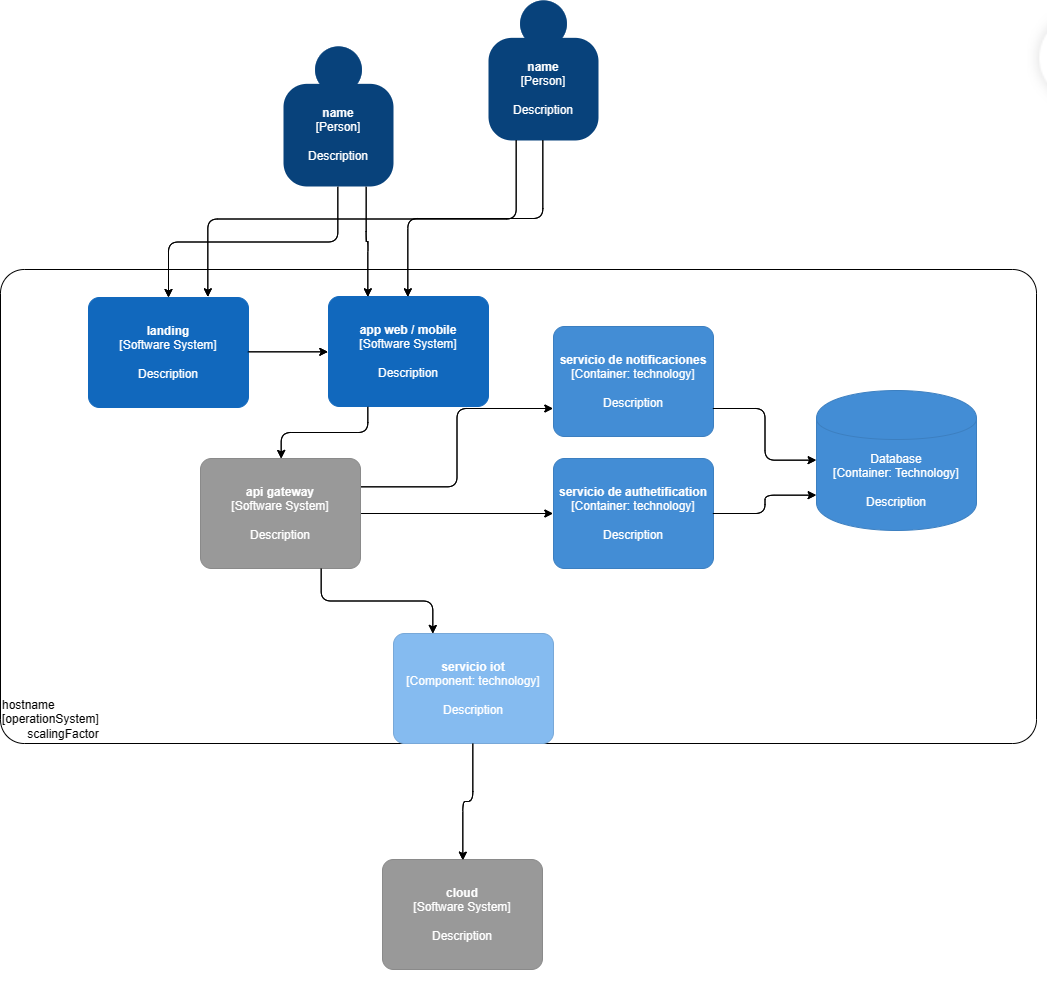 name
[Person]
Description
name
[Person]
Description
landing
[Software System]
Description
app web / mobile
[Software System]
Description
servicio de notificaciones
[Container: technology]
Description
Database
[Container: Technology]
Description
api gateway
[Software System]
Description
servicio de authetification
[Container: technology]
Description
servicio iot
[Component: technology]
Description
hostname
[operationSystem]
scalingFactor
cloud
[Software System]
Description